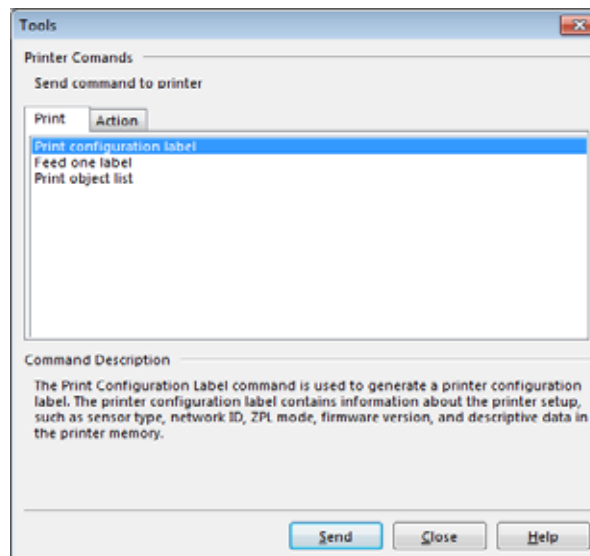 Tools
Printer Comands
Send command to printer
Print
Action
Print configuration label
Feed one label
Print object list
Command Description
The Print Configuration Label command is used to generate a printer configuration
label. The printer configuration label contains information about the printer setup,
such as sensor type, network ID, ZPL mode, firmware version, and descriptive data in
the printer memory.
Send
Close
Help